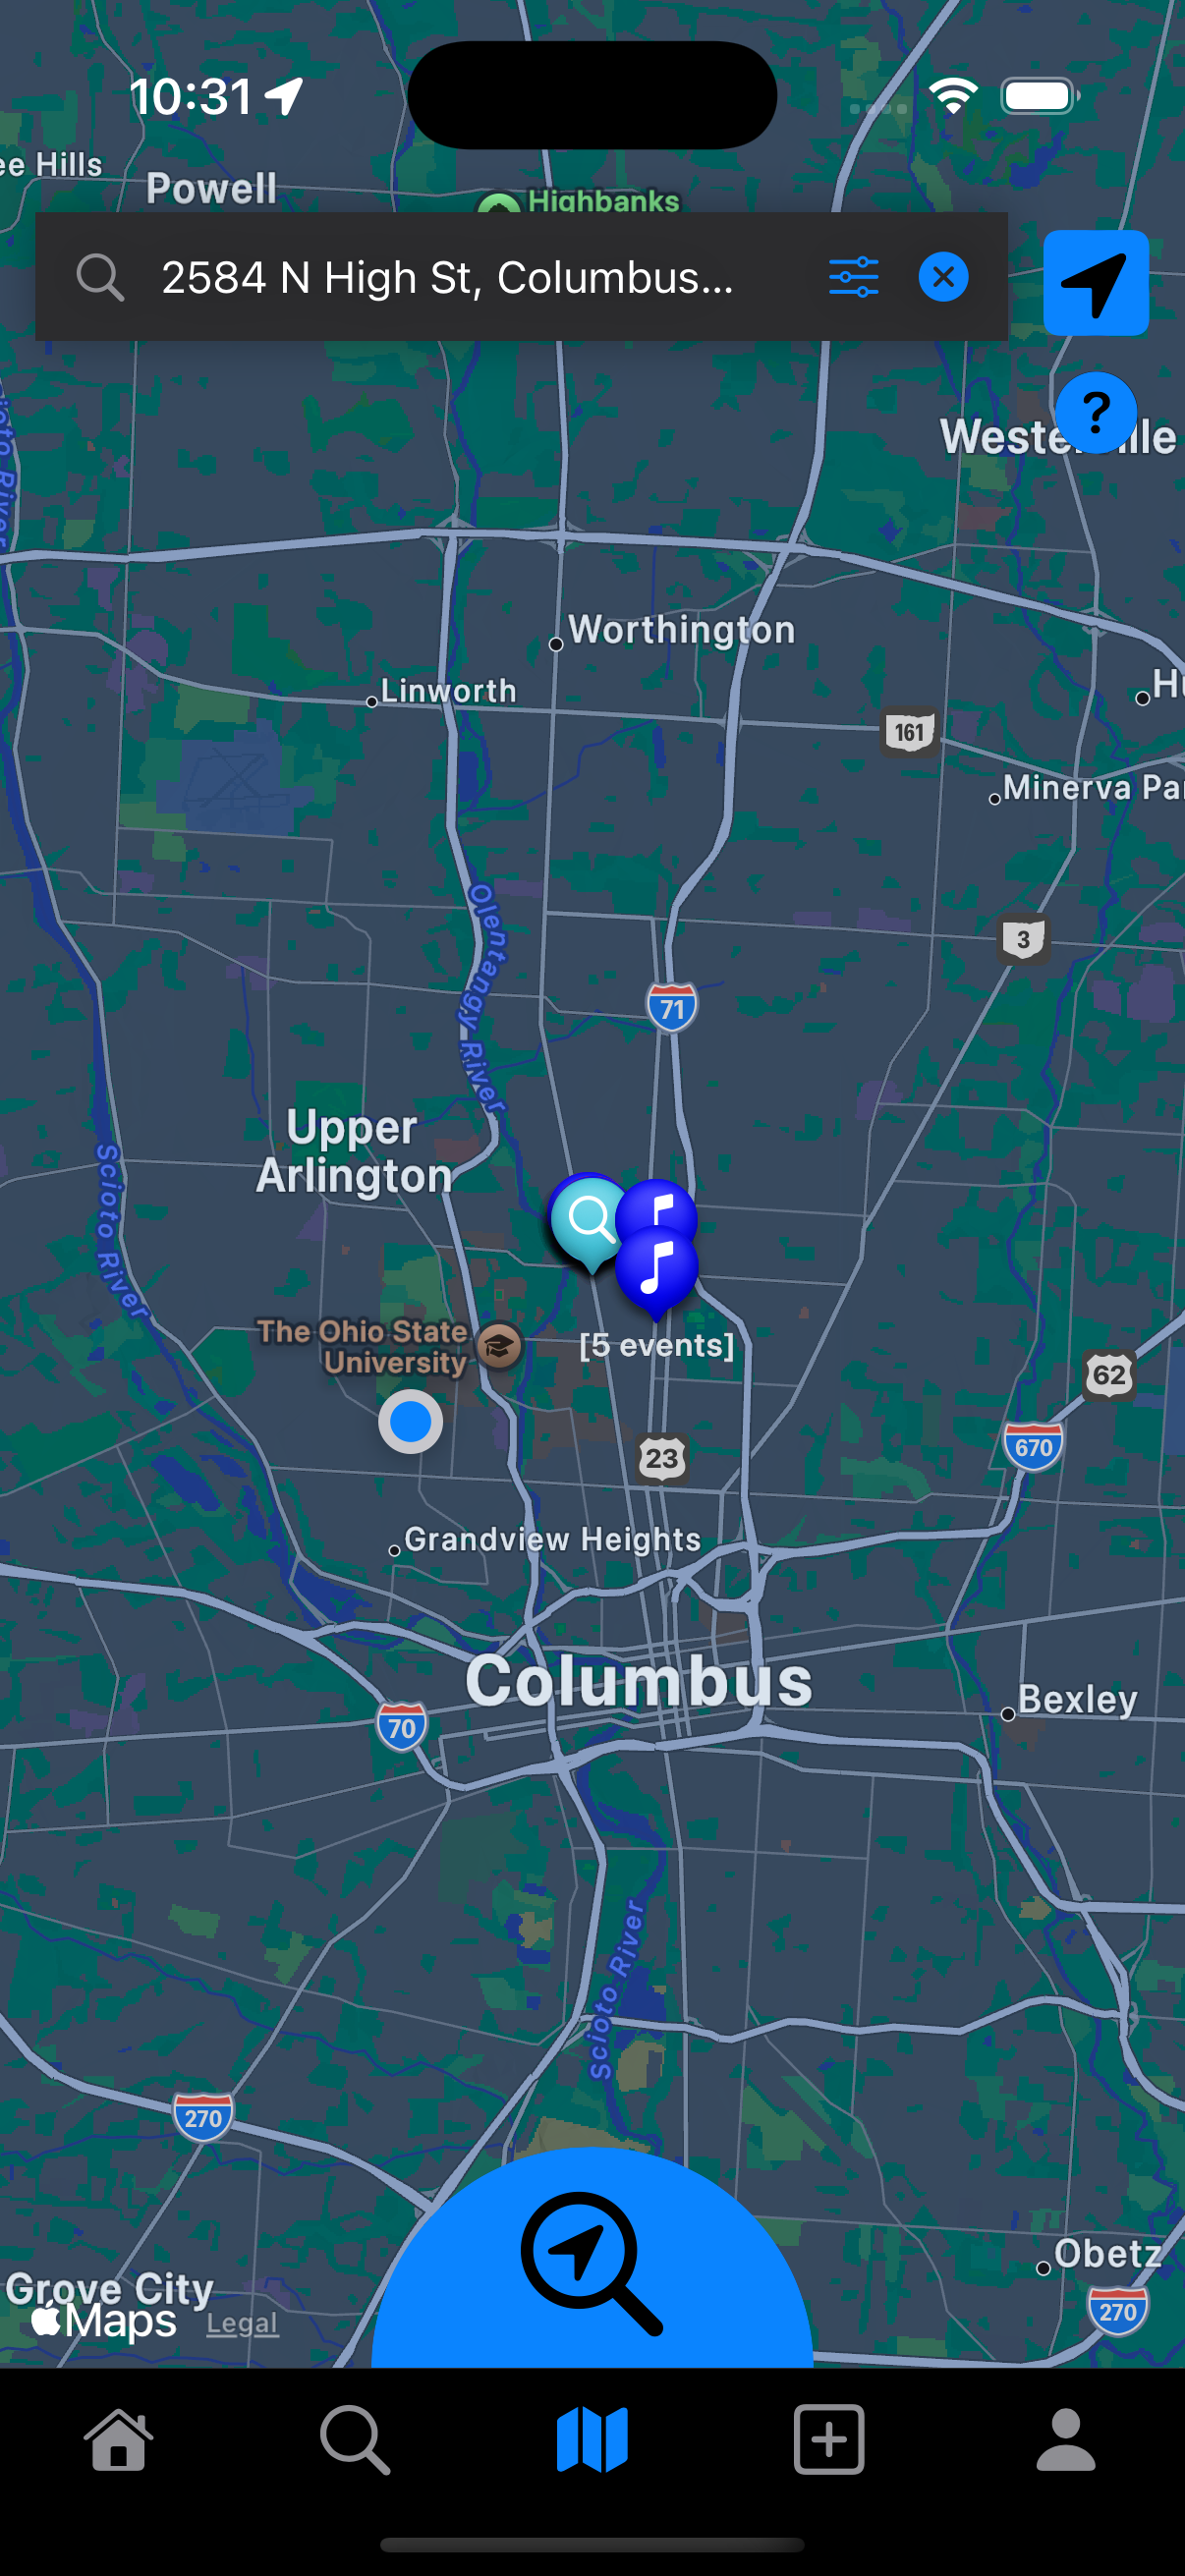 10:31
ee Hills
Powell
Highbanks
2584 N High St, Columbus...
?
Worthington
Linworth
161
Minerva Pa
Olentangy River
3
71
Upper
Arlington
Scioto River
The Ohio State
University
[5 events]
62
23
670
Grandview Heights
Columbus
Bexley
70
Scioto River
270
Obetz
Grove City
Maps
Legal
270